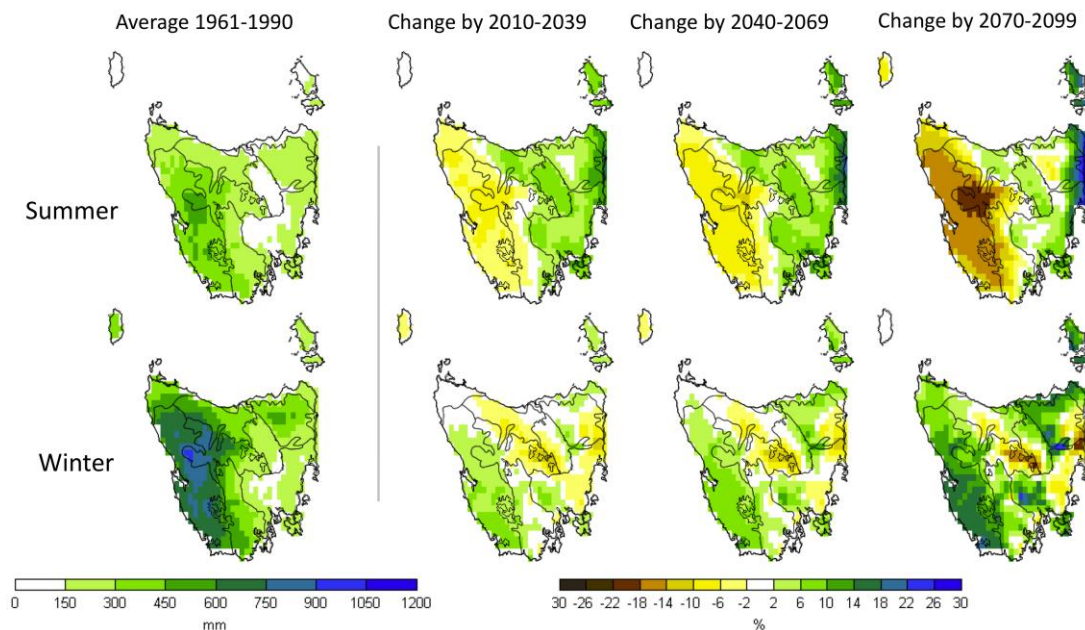 Average 1961-1990
Change by 2010-2039
Change by 2040-2069
Change by 2070-2099
Summer
Winter
0 150 300 450 600 750 900 1050 1200
mm
30 -26 -22 -18 -14 -10 -6 -2 2 6 10 14 18 22 26 30
%